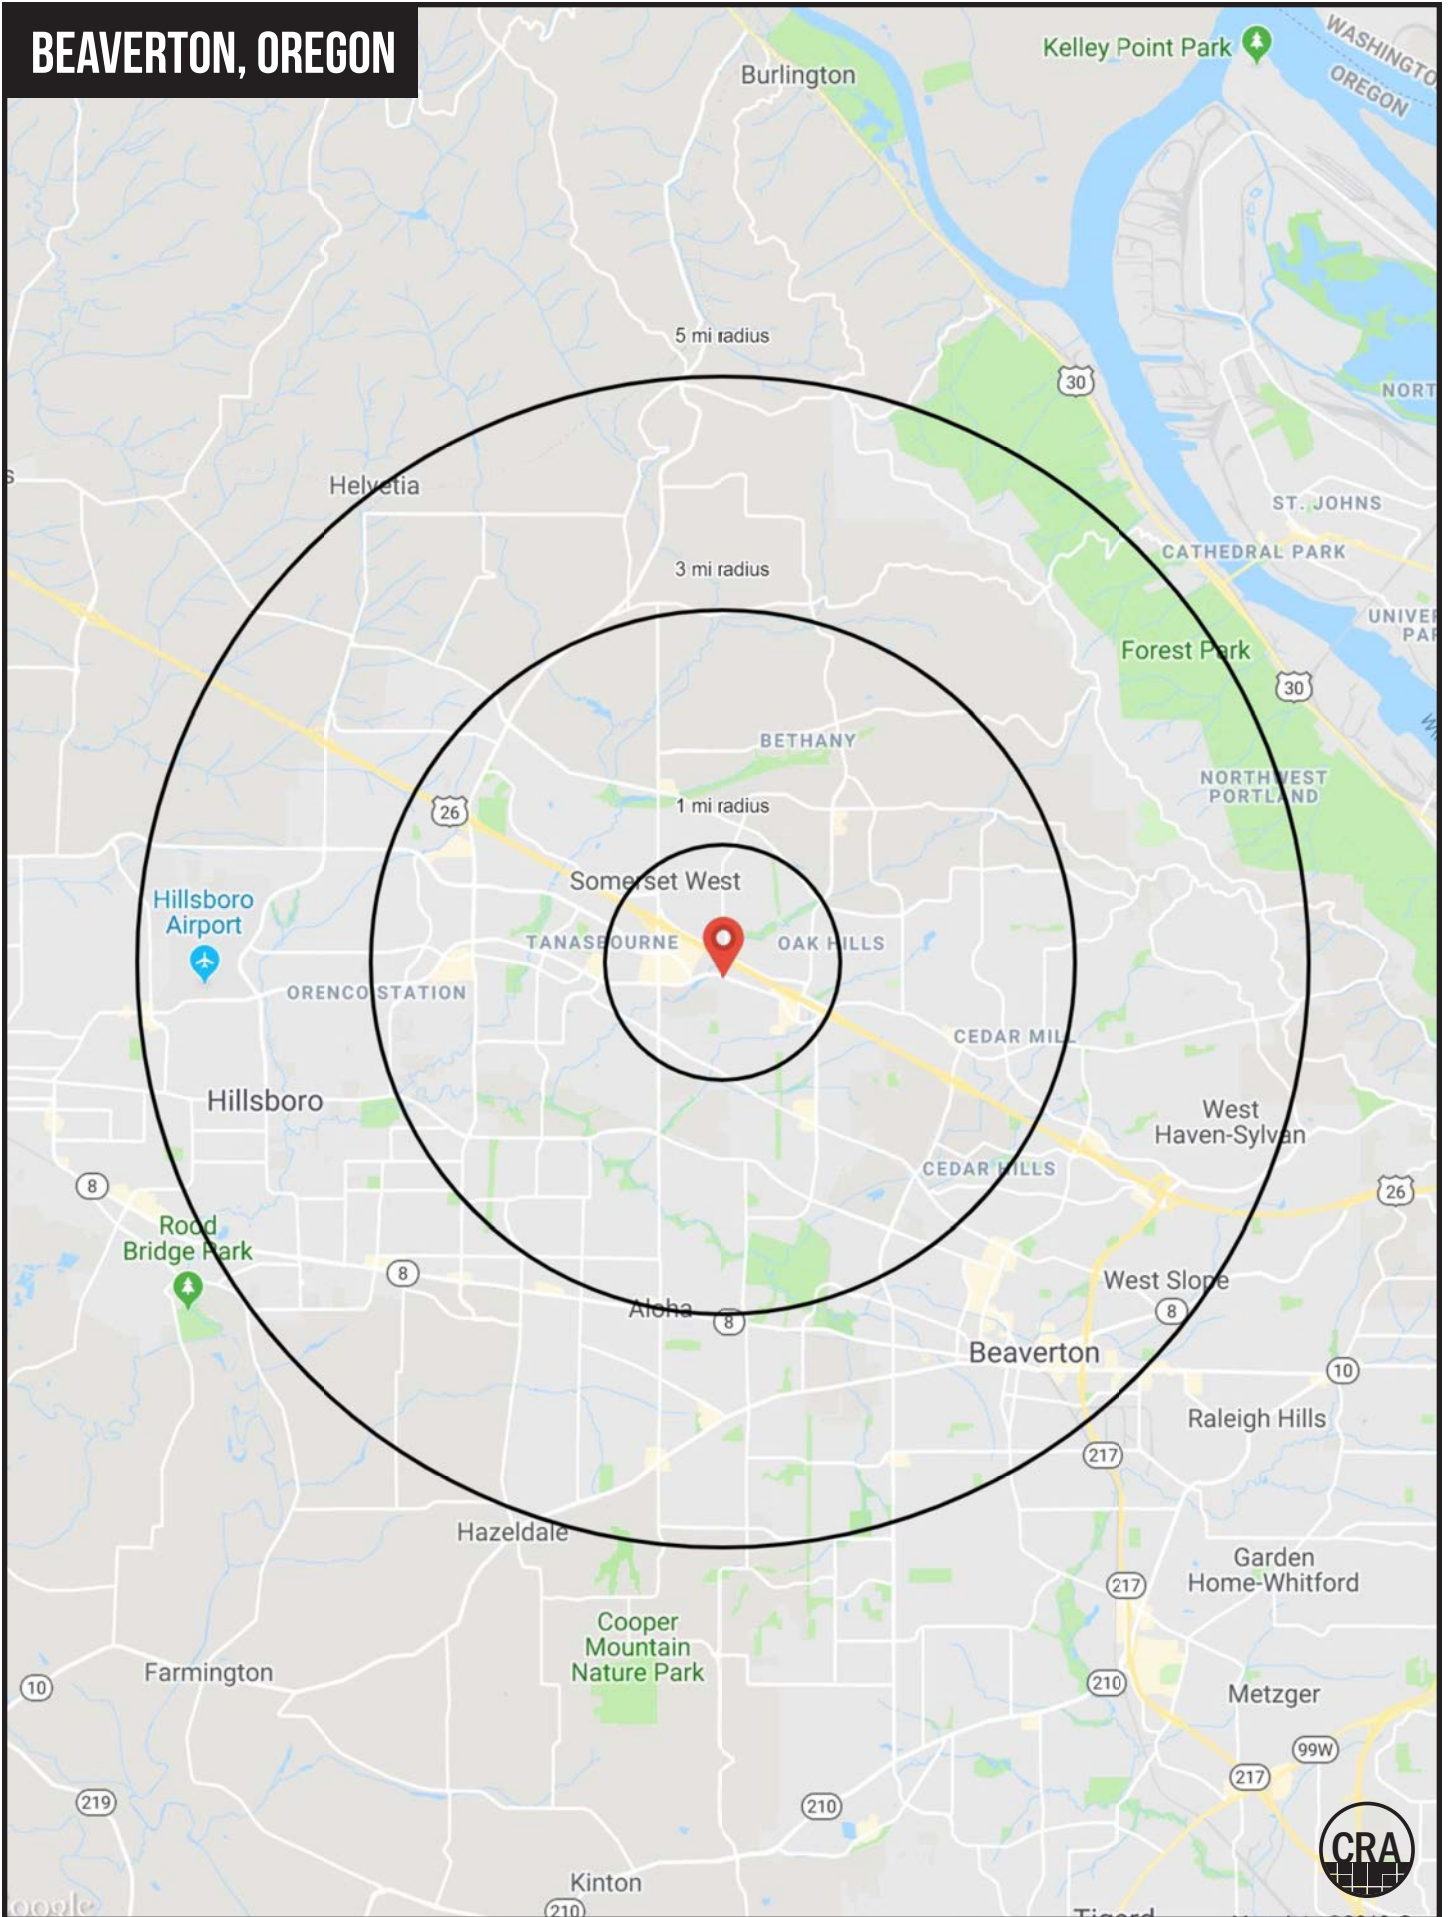 BEAVERTON, OREGON
Burlington
Kelley Point Park
WASHINGTO
OREGON
5 mi radius
30
NORT
Helvetia
ST. JOHNS
CATHEDRAL PARK
3 mi radius
UNIVER
PAR
Forest Park
30
BETHANY
NORTHWEST
PORTLAND
1 mi radius
26
Somerset West
Hillsboro
Airport
TANASBOURNE
OAK HILLS
ORENCO STATION
CEDAR MILL
Hillsboro
West
Haven-Sylvan
CEDAR HILLS
8
26
Rood
Bridge Park
8
West Slope
8
Aloha
8
Beaverton
10
Raleigh Hills
217
Hazeldale
Garden
Home-Whitford
217
Cooper
Mountain
Nature Park
Farmington
10
210
Metzger
99W
217
219
210
CRA
Kinton
210